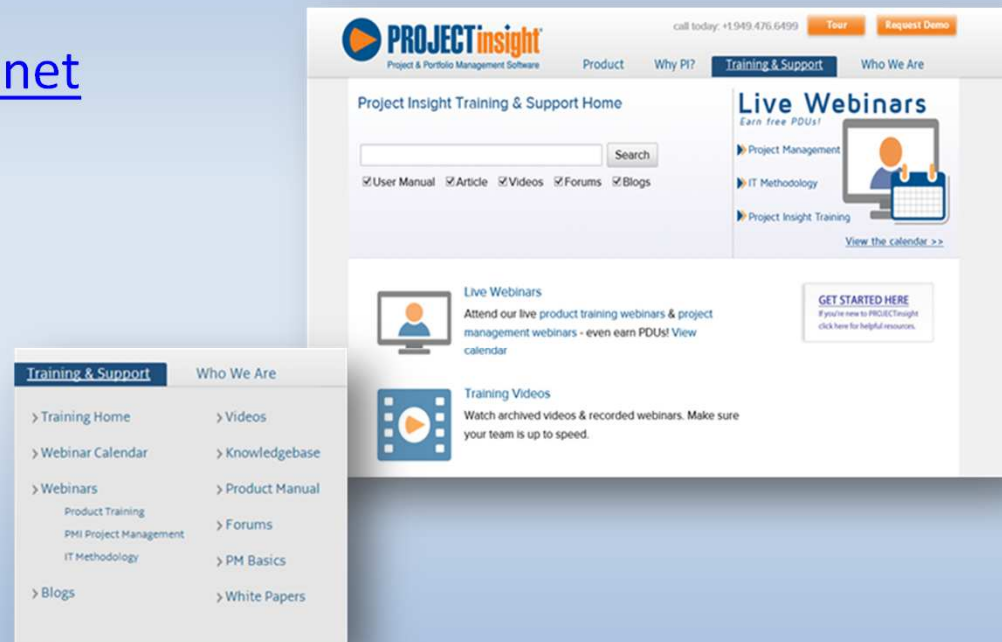 net
PROJECTinsight
Project & Portfolio Management Software
call today: +1.949.476.6499
Tour
Request Demo
Product
Why PI?
Training & Support
Who We Are
Project Insight Training & Support Home
Search
User Manual
Article
Videos
Forums
Blogs
Live Webinars
Earn free PDUs!
Project Management
IT Methodology
Project Insight Training
View the calendar >>
Live Webinars
Attend our live product training webinars & project
management webinars - even earn PDUs! View
calendar
GET STARTED HERE
If you're new to PROJECTinsight
click here for helpful resources.
Training Videos
Watch archived videos & recorded webinars. Make sure
your team is up to speed.
Training & Support
Who We Are
> Training Home
> Webinar Calendar
> Webinars
Product Training
PMI Project Management
IT Methodology
> Blogs
> Videos
> Knowledgebase
> Product Manual
> Forums
> PM Basics
> White Papers